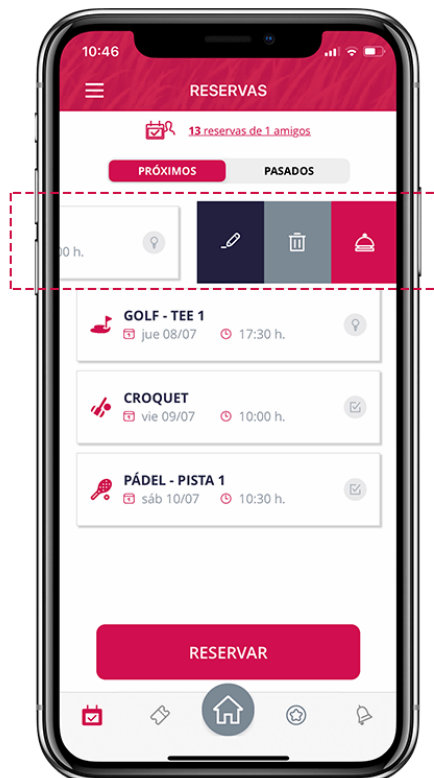 10:46
RESERVAS
13 reservas de 1 amigos
PRÓXIMOS PASADOS
00 h.
GOLF - TEE 1
jue 08/07 17:30 h.
CROQUET
vie 09/07 10:00 h.
PÁDEL - PISTA 1
sáb 10/07 10:30 h.
RESERVAR